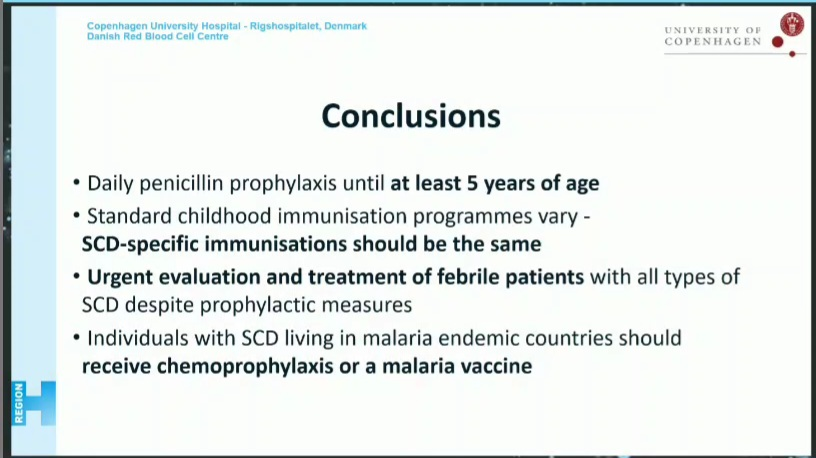 Copenhagen University Hospital - Rigshospitalet, Denmark
Danish Red Blood Cell Centre
UNIVERSITY OF
COPENHAGEN
Conclusions
• Daily penicillin prophylaxis until at least 5 years of age
• Standard childhood immunisation programmes vary -
SCD-specific immunisations should be the same
• Urgent evaluation and treatment of febrile patients with all types of
SCD despite prophylactic measures
• Individuals with SCD living in malaria endemic countries should
receive chemoprophylaxis or a malaria vaccine
REGION
H